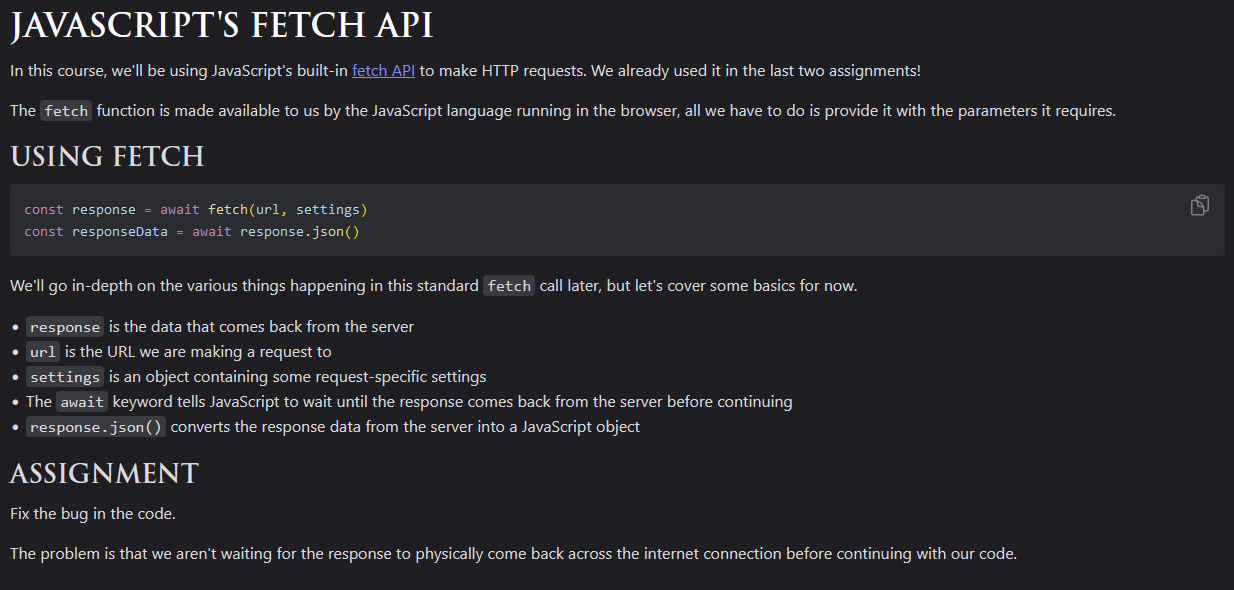 JAVASCRIPT'S FETCH API
In this course, we'll be using JavaScript's built-in fetch API to make HTTP requests. We already used it in the last two assignments!
The fetch function is made available to us by the JavaScript language running in the browser, all we have to do is provide it with the parameters it requires.
USING FETCH
const response = await fetch(url, settings)
const responseData = await response.json()
We'll go in-depth on the various things happening in this standard fetch call later, but let's cover some basics for now.
• response is the data that comes back from the server
• url is the URL we are making a request to
• settings is an object containing some request-specific settings
• The await keyword tells JavaScript to wait until the response comes back from the server before continuing
• response.json() converts the response data from the server into a JavaScript object
ASSIGNMENT
Fix the bug in the code.
The problem is that we aren't waiting for the response to physically come back across the internet connection before continuing with our code.